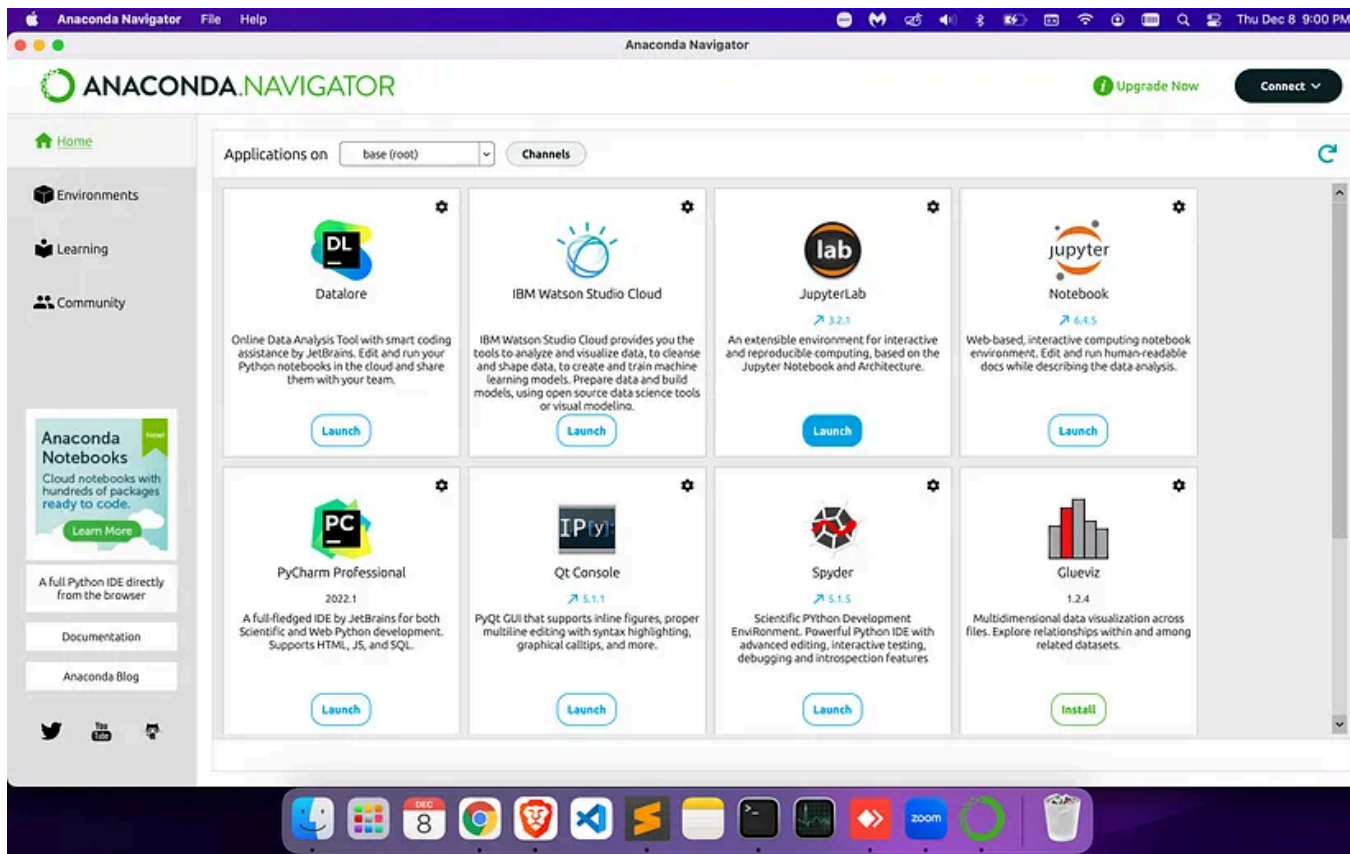 Anaconda Navigator File Help Thu Dec 8 9:00 PM
Anaconda Navigator
ANACONDA.NAVIGATOR
Upgrade Now
Connect
Home
Environments
Learning
Community
Anaconda Notebooks
New!
Cloud notebooks with
hundreds of packages
ready to code.
Learn More
A full Python IDE directly
from the browser
Documentation
Anaconda Blog
You
Tube
Applications on base (root) Channels
DL
Datalore
Online Data Analysis Tool with smart coding
assistance by JetBrains. Edit and run your
Python notebooks in the cloud and share
them with your team.
Launch
IBM Watson Studio Cloud
IBM Watson Studio Cloud provides you the
tools to analyze and visualize data, to cleanse
and shape data, to create and train machine
learning models. Prepare data and build
models, using open source data science tools
or visual modeling.
Launch
lab
JupyterLab
3.2.1
An extensible environment for interactive
and reproducible computing, based on the
Jupyter Notebook and Architecture.
Launch
jupyter
Notebook
6.4.5
Web-based, interactive computing notebook
environment. Edit and run human-readable
docs while describing the data analysis.
Launch
PC
PyCharm Professional
2022.1
A full-fledged IDE by JetBrains for both
Scientific and Web Python development.
Supports HTML, JS, and SQL.
Launch
IP[y]:
Qt Console
5.1.1
PyQt GUI that supports inline figures, proper
multiline editing with syntax highlighting,
graphical calltips, and more.
Launch
Spyder
5.1.5
Scientific PYthon Development
EnviRonment. Powerful Python IDE with
advanced editing, interactive testing,
debugging and introspection features
Launch
Glueviz
1.2.4
Multidimensional data visualization across
files. Explore relationships within and among
related datasets.
Install
DEC
8
zoom